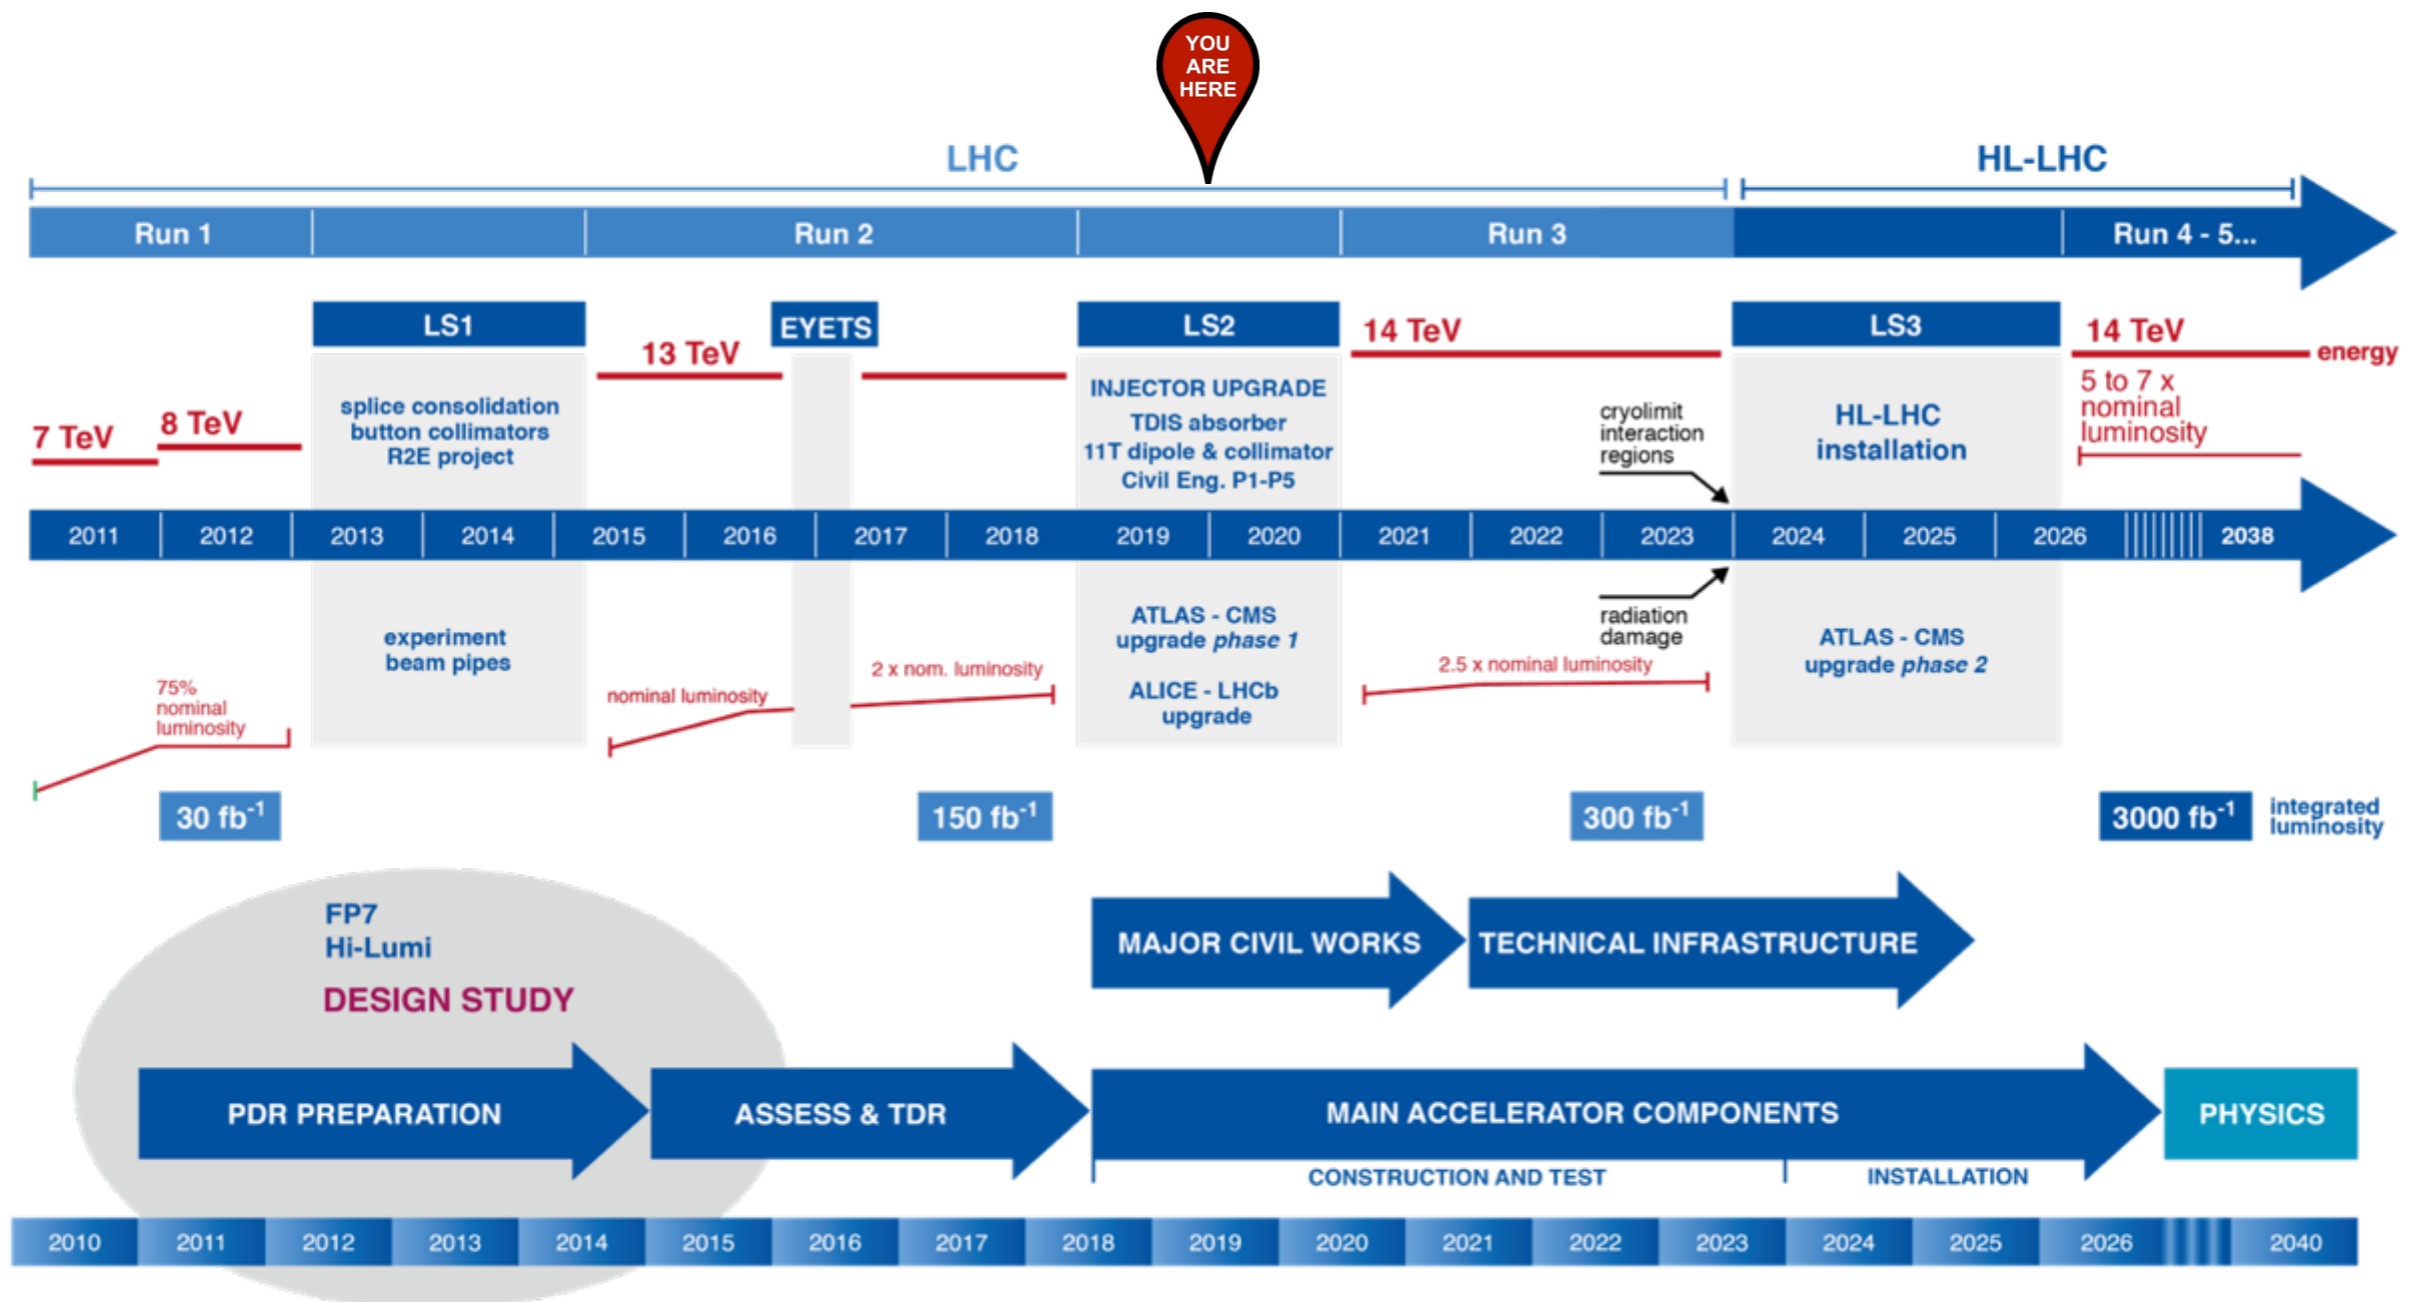 YOU
ARE
HERE
LHC
HL-LHC
Run 1
Run 2
Run 3
Run 4 - 5...
LS1
EYETS
LS2
LS3
13 TeV
14 TeV
14 TeV
energy
7 TeV
8 TeV
splice consolidation
button collimators
R2E project
INJECTOR UPGRADE
TDIS absorber
11T dipole & collimator
Civil Eng. P1-P5
cryolimit
interaction
regions
HL-LHC
installation
5 to 7 x
nominal
luminosity
2011 2012 2013 2014 2015 2016 2017 2018 2019 2020 2021 2022 2023 2024 2025 2026 2038
75%
nominal
luminosity
experiment
beam pipes
nominal luminosity
2 x nom. luminosity
ATLAS - CMS
upgrade phase 1
ALICE - LHCb
upgrade
2.5 x nominal luminosity
radiation
damage
ATLAS - CMS
upgrade phase 2
30 fb⁻¹
150 fb⁻¹
300 fb⁻¹
3000 fb⁻¹
integrated
luminosity
FP7
Hi-Lumi
DESIGN STUDY
MAJOR CIVIL WORKS
TECHNICAL INFRASTRUCTURE
PDR PREPARATION
ASSESS & TDR
MAIN ACCELERATOR COMPONENTS
PHYSICS
CONSTRUCTION AND TEST
INSTALLATION
2010 2011 2012 2013 2014 2015 2016 2017 2018 2019 2020 2021 2022 2023 2024 2025 2026 2040